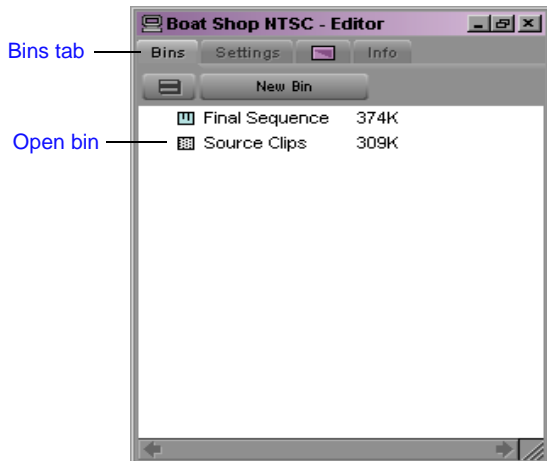 Boat Shop NTSC - Editor
Bins tab
Bins Settings Info
New Bin
Final Sequence 374K
Open bin
Source Clips 309K